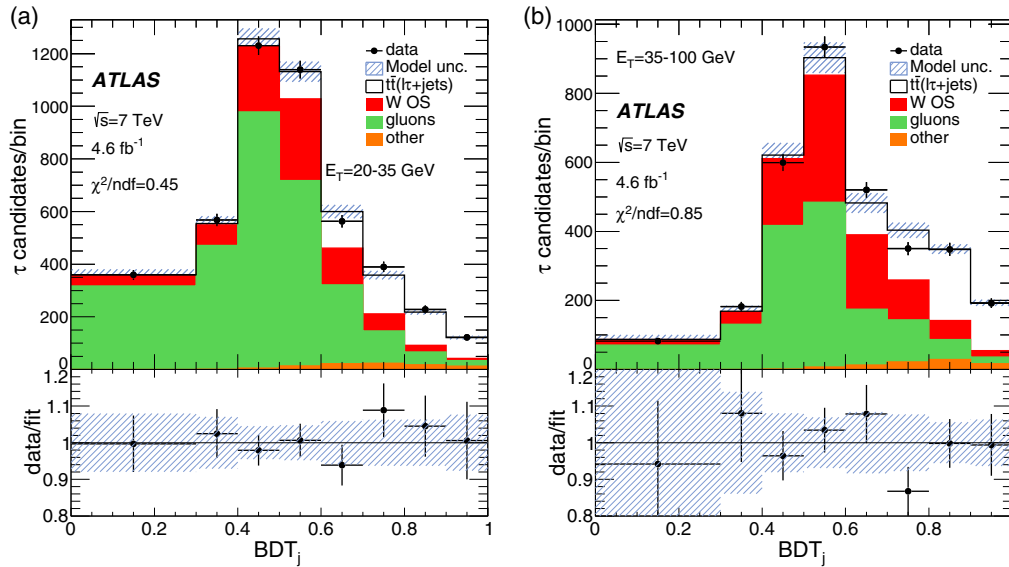 (a)
τ candidates/bin
1200
1000
800
600
400
200
0
ATLAS
√s=7 TeV
4.6 fb⁻¹
χ²/ndf=0.45
data
Model unc.
tt̄(lτ+jets)
W OS
gluons
other
E_T=20-35 GeV
data/fit
1.2
1.1
1
0.9
0.8
0 0.2 0.4 0.6 0.8 1
BDT_j
(b)
τ candidates/bin
1000
800
600
400
200
0
E_T=35-100 GeV
ATLAS
√s=7 TeV
4.6 fb⁻¹
χ²/ndf=0.85
data
Model unc.
tt̄(lτ+jets)
W OS
gluons
other
data/fit
1.2
1.1
1
0.9
0.8
0 0.2 0.4 0.6 0.8
BDT_j